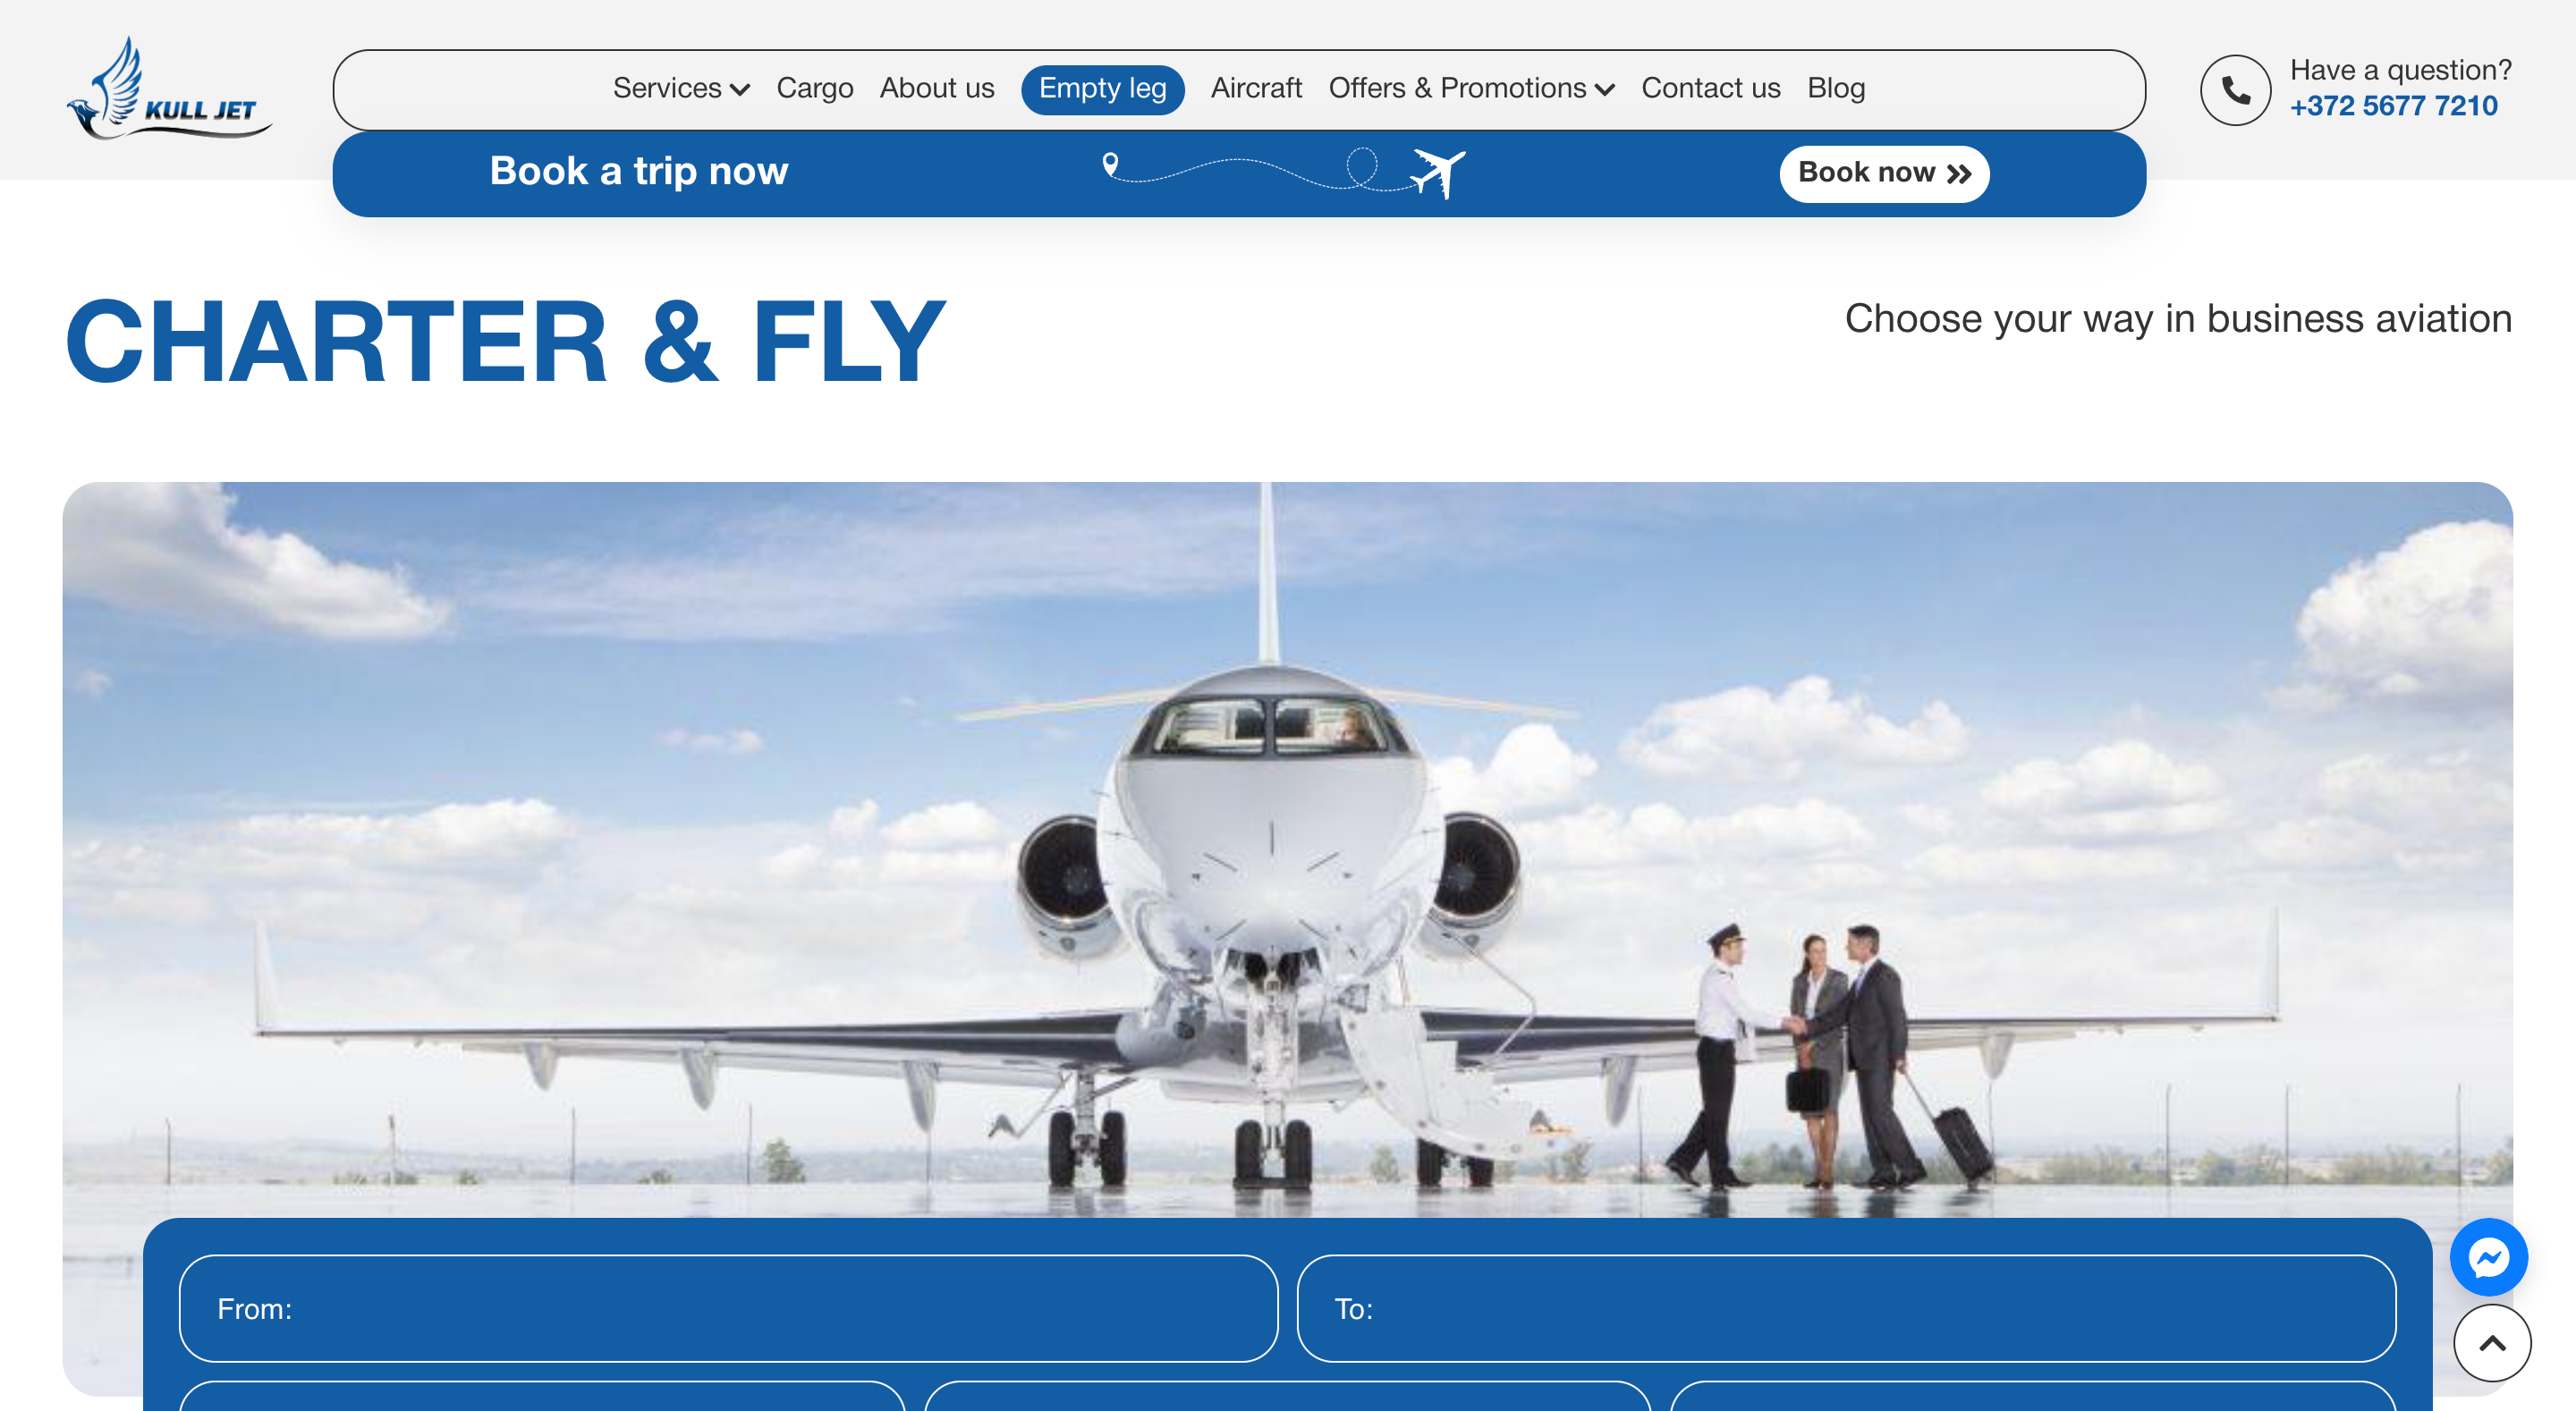 KULL JET
Services Cargo About us Empty leg Aircraft Offers & Promotions Contact us Blog
Have a question?
+372 5677 7210
Book a trip now
Book now
CHARTER & FLY
Choose your way in business aviation
From:
To: